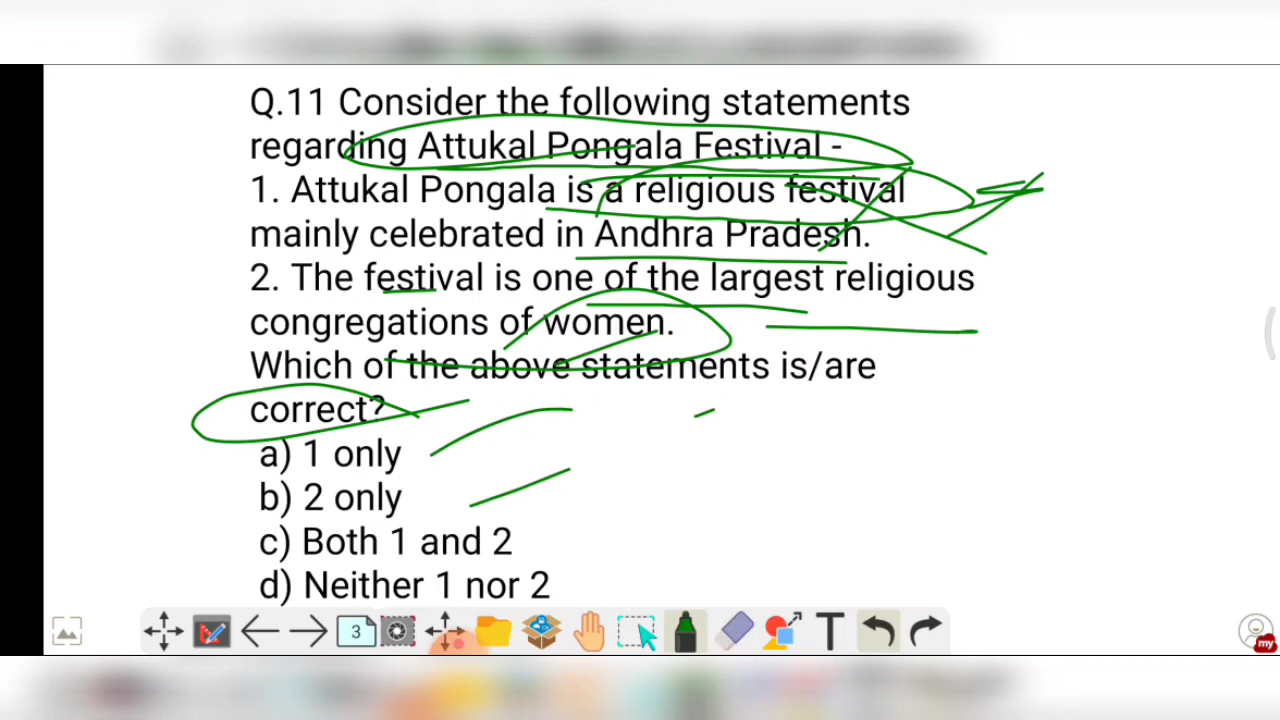 Q.11 Consider the following statements
regarding Attukal Pongala Festival -
1. Attukal Pongala is a religious festival
mainly celebrated in Andhra Pradesh.
2. The festival is one of the largest religious
congregations of women.
Which of the above statements is/are
correct?
a) 1 only
b) 2 only
c) Both 1 and 2
d) Neither 1 nor 2
3
T
my